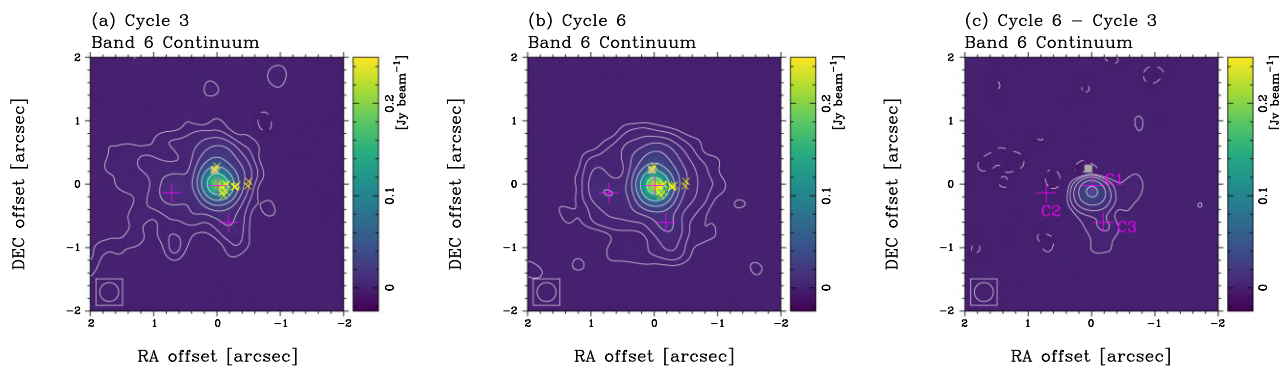 (a) Cycle 3
Band 6 Continuum
2
1
0
−1
−2
DEC offset [arcsec]
2
1
0
−1
−2
RA offset [arcsec]
0.2
0.1
0
[Jy beam−1]
(b) Cycle 6
Band 6 Continuum
2
1
0
−1
−2
DEC offset [arcsec]
2
1
0
−1
−2
RA offset [arcsec]
0.2
0.1
0
[Jy beam−1]
(c) Cycle 6 − Cycle 3
Band 6 Continuum
2
1
0
−1
−2
DEC offset [arcsec]
C1
C2
C3
2
1
0
−1
−2
RA offset [arcsec]
0.2
0.1
0
[Jy beam−1]